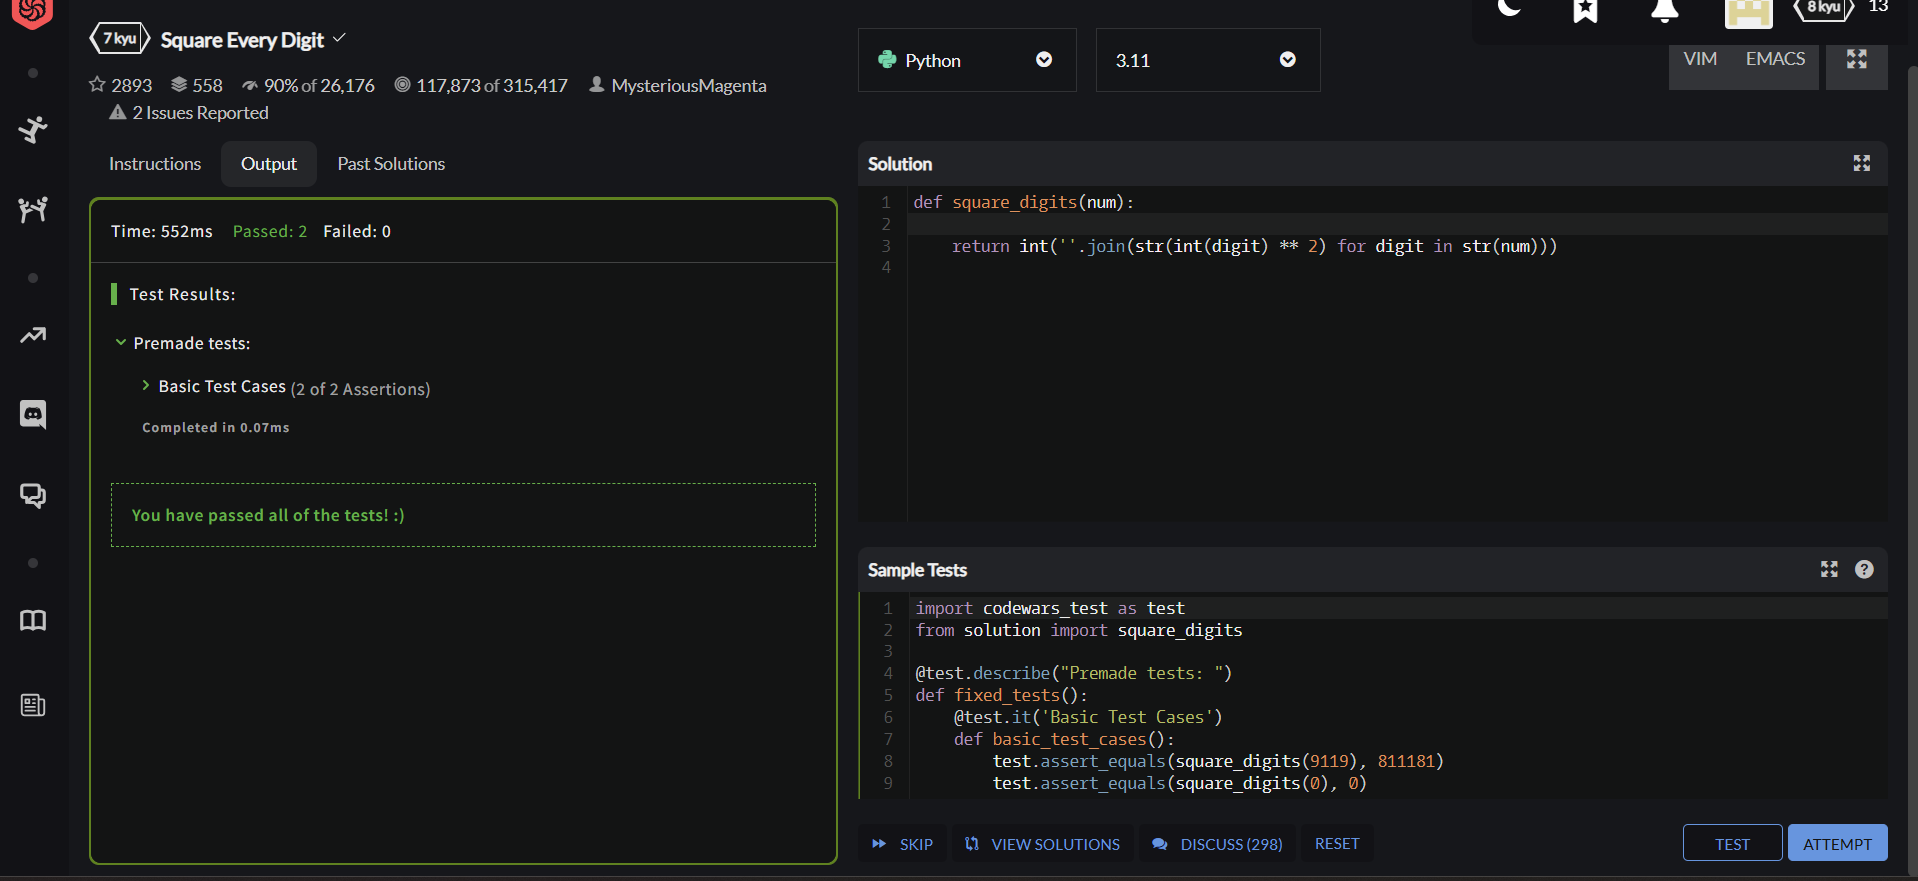 7 kyu Square Every Digit
2893 558 90% of 26,176 117,873 of 315,417 MysteriousMagenta
2 Issues Reported
Instructions Output Past Solutions
Time: 552ms Passed: 2 Failed: 0
Test Results:
Premade tests:
Basic Test Cases (2 of 2 Assertions)
Completed in 0.07ms
You have passed all of the tests! :)
8 kyu 13
Python 3.11 VIM EMACS
Solution
1 def square_digits(num):
2
3     return int(''.join(str(int(digit) ** 2) for digit in str(num)))
4
Sample Tests ?
1 import codewars_test as test
2 from solution import square_digits
3
4 @test.describe("Premade tests: ")
5 def fixed_tests():
6     @test.it('Basic Test Cases')
7     def basic_test_cases():
8         test.assert_equals(square_digits(9119), 811181)
9         test.assert_equals(square_digits(0), 0)
SKIP VIEW SOLUTIONS DISCUSS (298) RESET TEST ATTEMPT